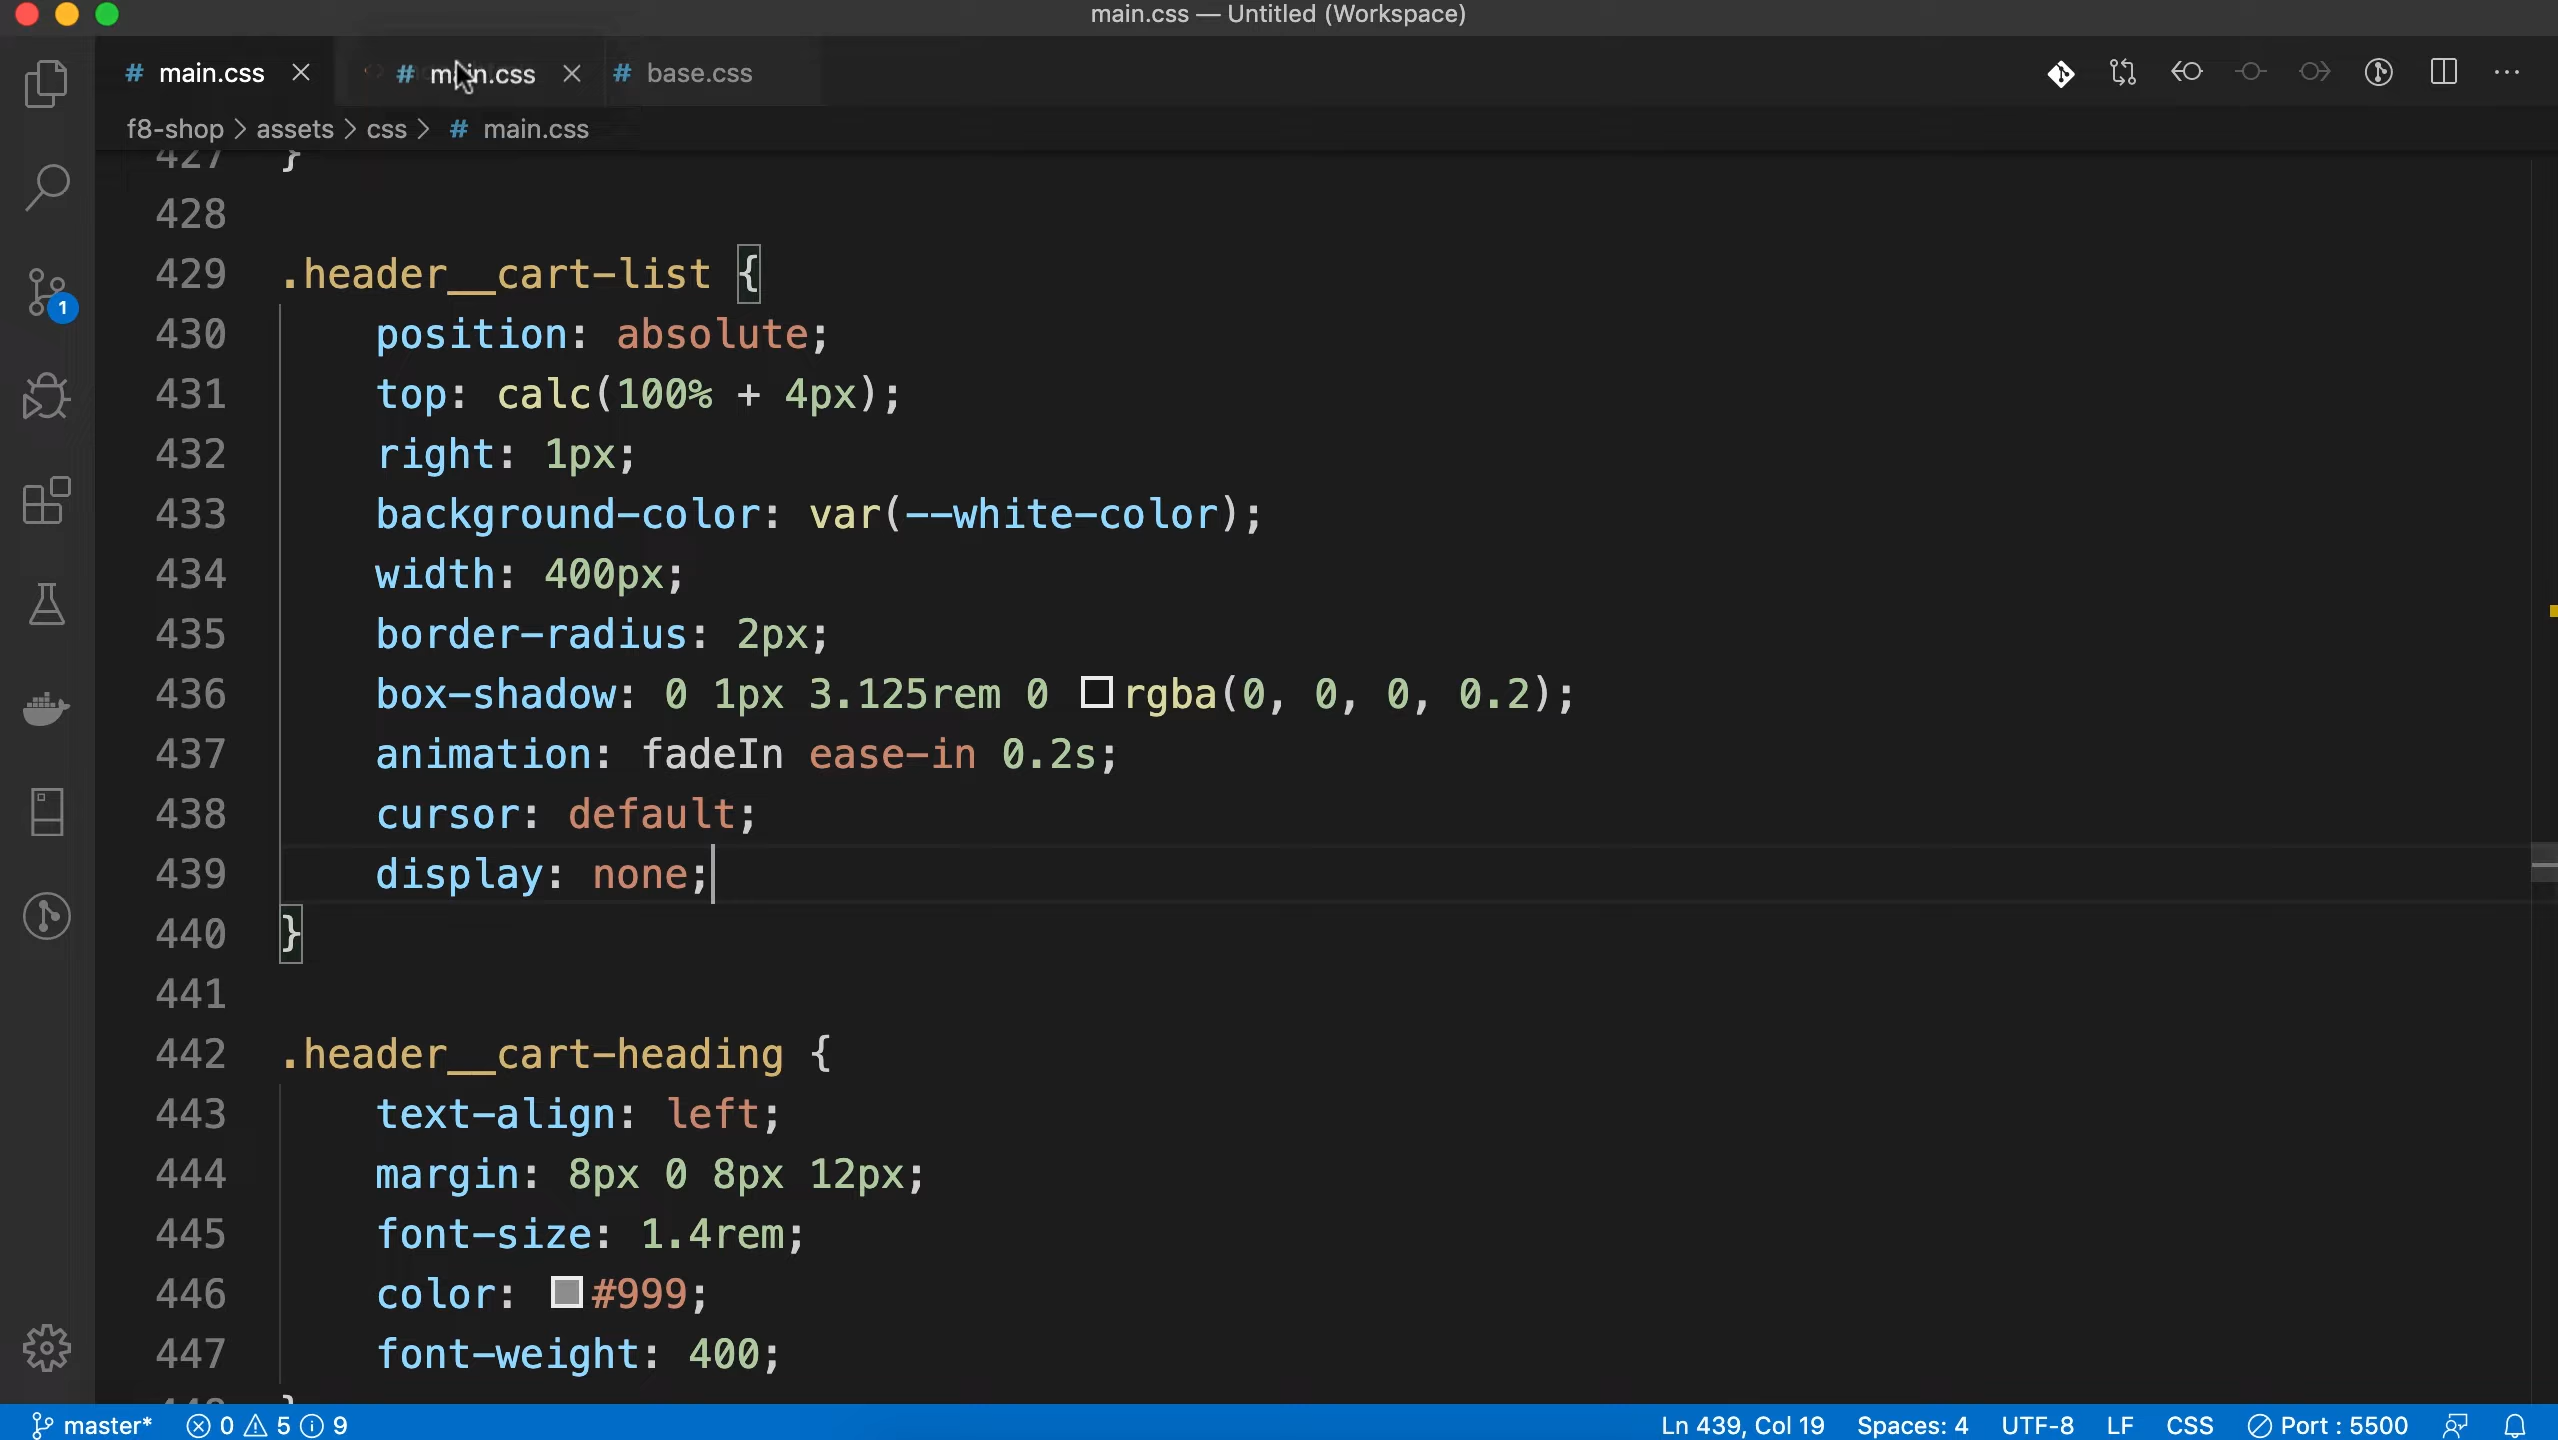 main.css — Untitled (Workspace)
# main.css # main.css # base.css
f8-shop > assets > css > # main.css
427 }
428
429 .header__cart-list {
430 position: absolute;
431 top: calc(100% + 4px);
432 right: 1px;
433 background-color: var(--white-color);
434 width: 400px;
435 border-radius: 2px;
436 box-shadow: 0 1px 3.125rem 0 rgba(0, 0, 0, 0.2);
437 animation: fadeIn ease-in 0.2s;
438 cursor: default;
439 display: none;
440 }
441
442 .header__cart-heading {
443 text-align: left;
444 margin: 8px 0 8px 12px;
445 font-size: 1.4rem;
446 color: #999;
447 font-weight: 400;
1
master* 0 5 9 Ln 439, Col 19 Spaces: 4 UTF-8 LF CSS Port : 5500